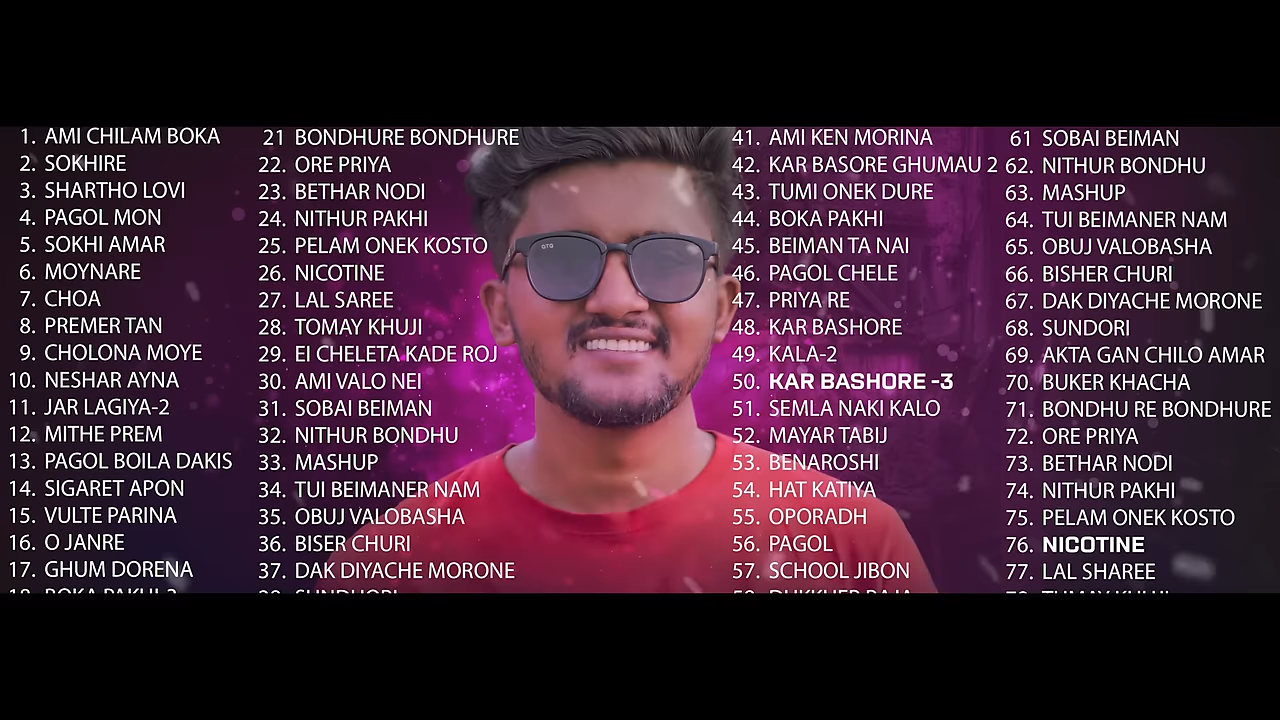 1. AMI CHILAM BOKA
2. SOKHIRE
3. SHARTHO LOVI
4. PAGOL MON
5. SOKHI AMAR
6. MOYNARE
7. CHOA
8. PREMER TAN
9. CHOLONA MOYE
10. NESHAR AYNA
11. JAR LAGIYA-2
12. MITHE PREM
13. PAGOL BOILA DAKIS
14. SIGARET APON
15. VULTE PARINA
16. O JANRE
17. GHUM DORENA
21 BONDHURE BONDHURE
22. ORE PRIYA
23. BETHAR NODI
24. NITHUR PAKHI
25. PELAM ONEK KOSTO
26. NICOTINE
27. LAL SAREE
28. TOMAY KHUJI
29. EI CHELETA KADE ROJ
30. AMI VALO NEI
31. SOBAI BEIMAN
32. NITHUR BONDHU
33. MASHUP
34. TUI BEIMANER NAM
35. OBUJ VALOBASHA
36. BISER CHURI
37. DAK DIYACHE MORONE
GTG
41. AMI KEN MORINA
42. KAR BASORE GHUMAU 2
43. TUMI ONEK DURE
44. BOKA PAKHI
45. BEIMAN TA NAI
46. PAGOL CHELE
47. PRIYA RE
48. KAR BASHORE
49. KALA-2
50. KAR BASHORE -3
51. SEMLA NAKI KALO
52. MAYAR TABIJ
53. BENAROSHI
54. HAT KATIYA
55. OPORADH
56. PAGOL
57. SCHOOL JIBON
61 SOBAI BEIMAN
62. NITHUR BONDHU
63. MASHUP
64. TUI BEIMANER NAM
65. OBUJ VALOBASHA
66. BISHER CHURI
67. DAK DIYACHE MORONE
68. SUNDORI
69. AKTA GAN CHILO AMAR
70. BUKER KHACHA
71. BONDHU RE BONDHURE
72. ORE PRIYA
73. BETHAR NODI
74. NITHUR PAKHI
75. PELAM ONEK KOSTO
76. NICOTINE
77. LAL SHAREE